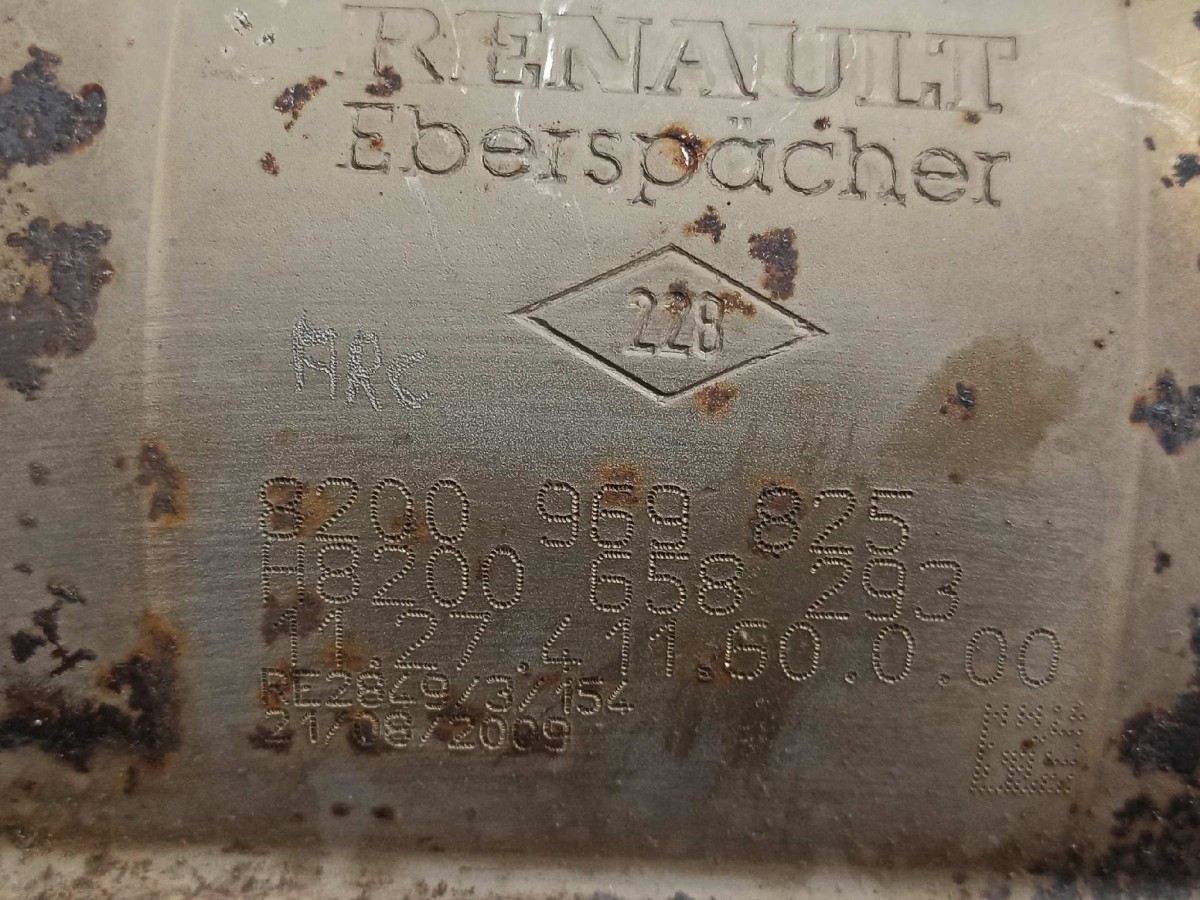 RENAULT
Eberspächer
228
ARC
8200 969 825
H8200 658 293
11.27.411.60.0.00
RE2849/3/154
21/08/2009